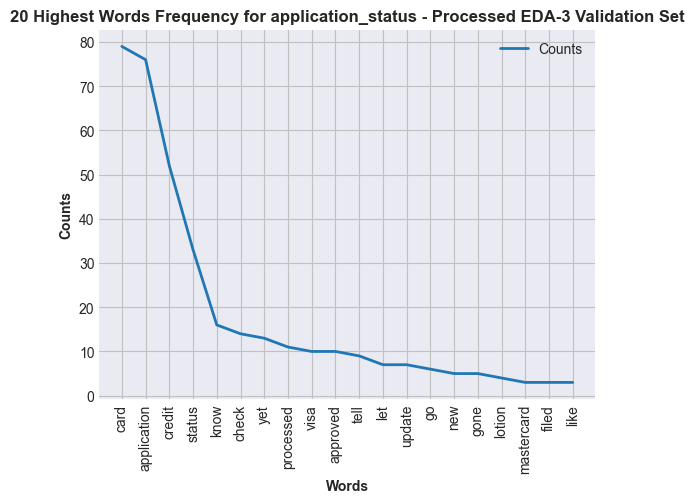 20 Highest Words Frequency for application_status - Processed EDA-3 Validation Set
Counts
80
70
60
50
40
30
20
10
0
Counts
card
application
credit
status
know
check
yet
processed
visa
approved
tell
let
update
go
new
gone
lotion
mastercard
filed
like
Words